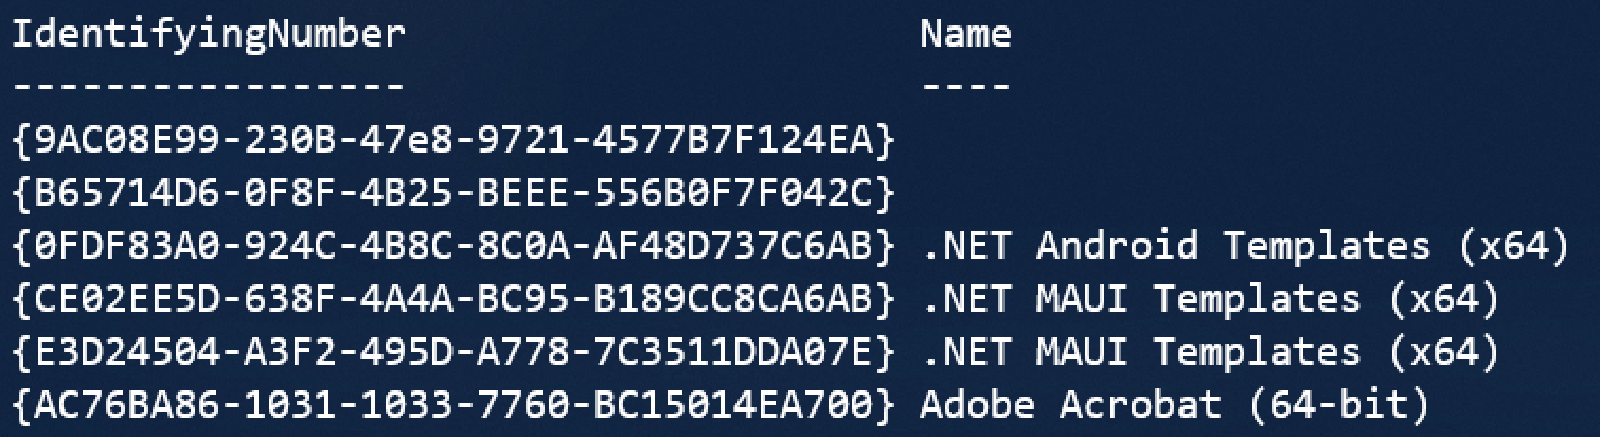 IdentifyingNumber Name
----------------- ----
{9AC08E99-230B-47e8-9721-4577B7F124EA}
{B65714D6-0F8F-4B25-BEEE-556B0F7F042C}
{0FDF83A0-924C-4B8C-8C0A-AF48D737C6AB} .NET Android Templates (x64)
{CE02EE5D-638F-4A4A-BC95-B189CC8CA6AB} .NET MAUI Templates (x64)
{E3D24504-A3F2-495D-A778-7C3511DDA07E} .NET MAUI Templates (x64)
{AC76BA86-1031-1033-7760-BC15014EA700} Adobe Acrobat (64-bit)